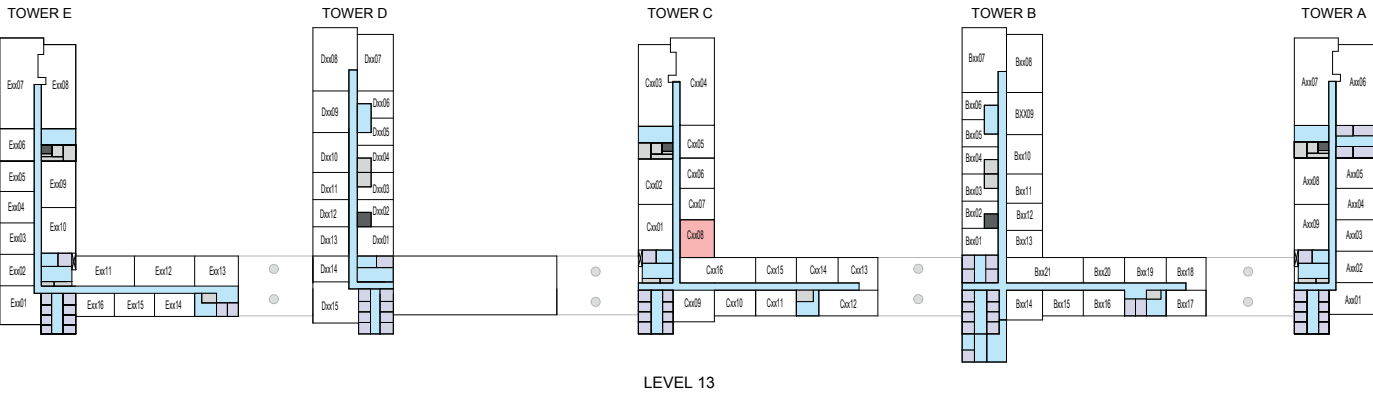 TOWER E
TOWER D
TOWER C
TOWER B
TOWER A
Exx07
Exx08
Exx06
Exx05
Exx09
Exx04
Exx03
Exx10
Exx02
Exx01
Exx11
Exx12
Exx13
Exx16
Exx15
Exx14
Dxx08
Dxx07
Dxx09
Dxx06
Dxx05
Dxx10
Dxx04
Dxx11
Dxx03
Dxx12
Dxx02
Dxx13
Dxx01
Dxx14
Dxx15
Cxx03
Cxx04
Cxx05
Cxx02
Cxx06
Cxx07
Cxx01
Cxx08
Cxx16
Cxx15
Cxx14
Cxx13
Cxx09
Cxx10
Cxx11
Cxx12
Bxx07
Bxx08
Bxx06
BXX09
Bxx05
Bxx04
Bxx10
Bxx03
Bxx11
Bxx02
Bxx12
Bxx01
Bxx13
Bxx21
Bxx20
Bxx19
Bxx18
Bxx14
Bxx15
Bxx16
Bxx17
Axx07
Axx06
Axx08
Axx05
Axx04
Axx09
Axx03
Axx02
Axx01
LEVEL 13